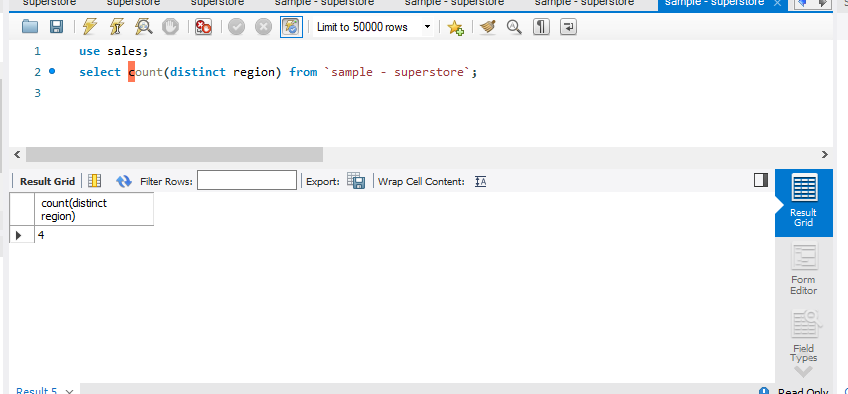 superstore superstore superstore sample - superstore sample - superstore sample - superstore sample - superstore
Limit to 50000 rows
1 use sales;
2 select count(distinct region) from `sample - superstore`;
3
Result Grid Filter Rows: Export: Wrap Cell Content:
count(distinct
region)
4
Result
Grid
Form
Editor
Field
Types
Result 5 Read Only